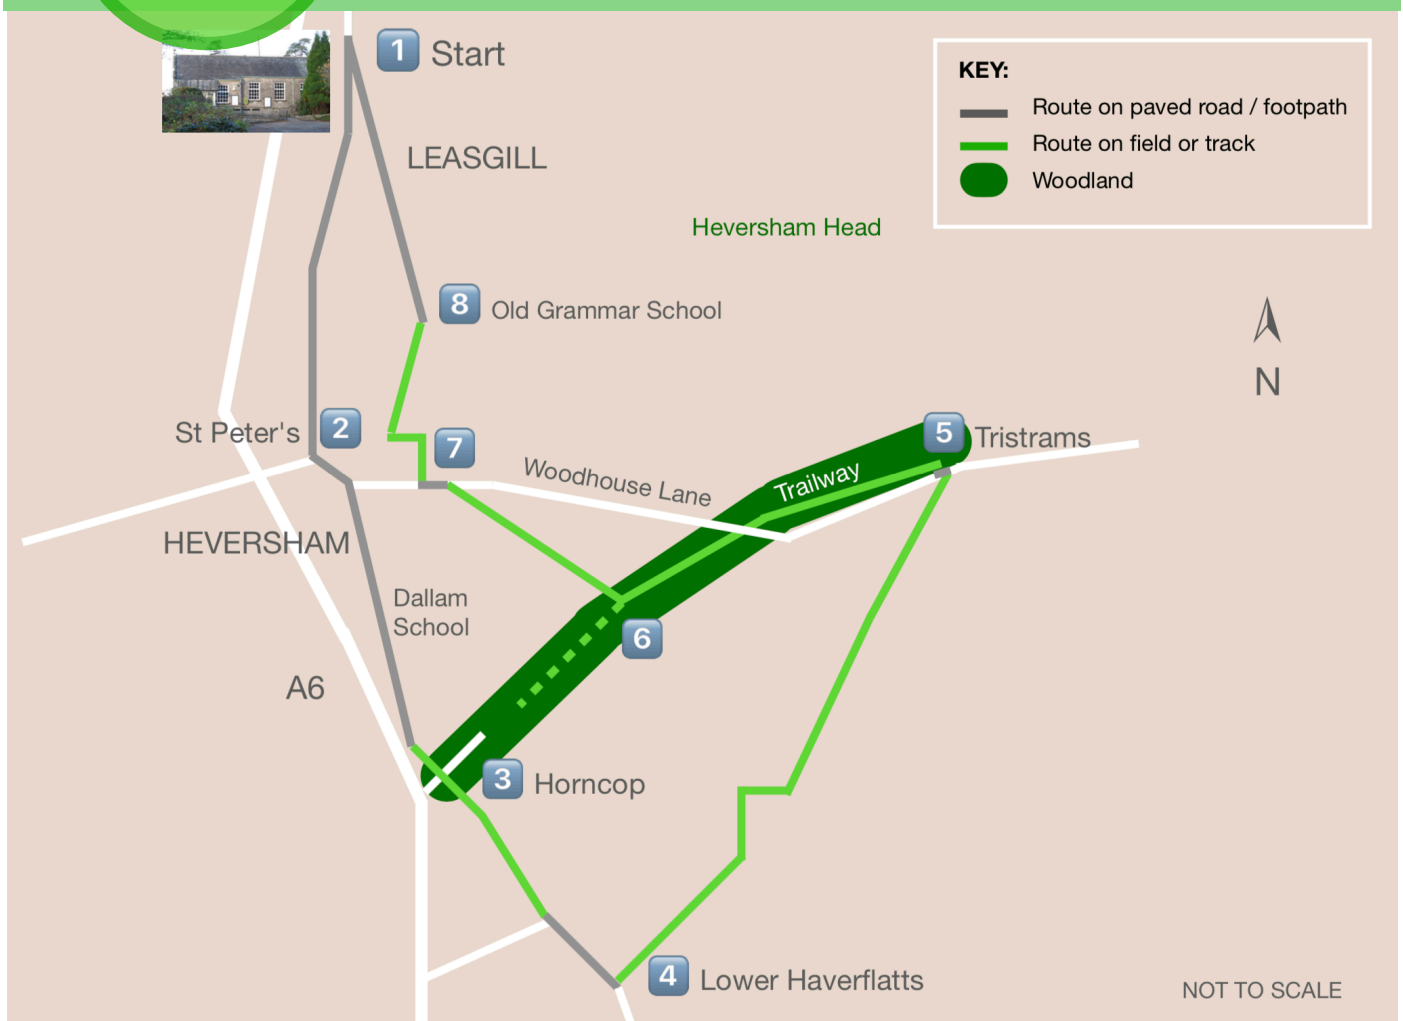 1 Start
KEY:
Route on paved road / footpath
Route on field or track
Woodland
LEASGILL
Heversham Head
8 Old Grammar School
N
St Peter's 2
7
5 Tristrams
Woodhouse Lane
Trailway
HEVERSHAM
Dallam
School
6
A6
3 Horncop
4 Lower Haverflatts
NOT TO SCALE